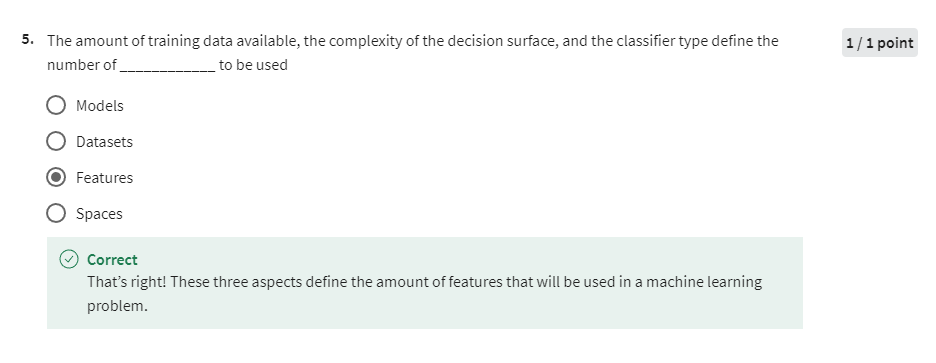 5. The amount of training data available, the complexity of the decision surface, and the classifier type define the
number of ____________ to be used
1 / 1 point
Models
Datasets
Features
Spaces
Correct
That's right! These three aspects define the amount of features that will be used in a machine learning
problem.